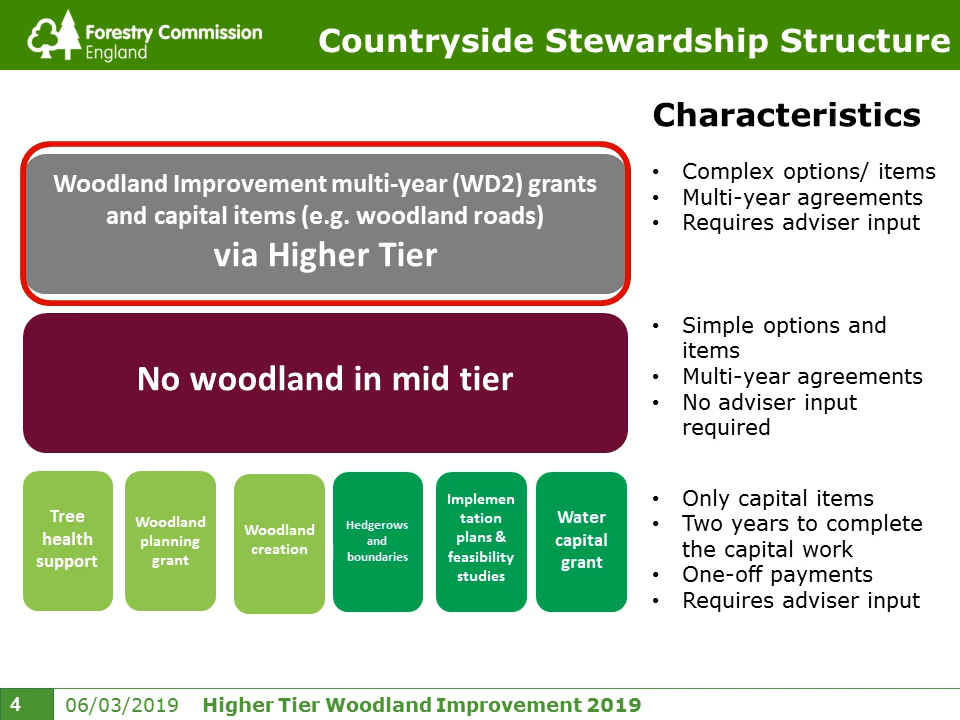 Forestry Commission
England
Countryside Stewardship Structure
Characteristics
Woodland Improvement multi-year (WD2) grants
and capital items (e.g. woodland roads)
via Higher Tier
• Complex options/ items
• Multi-year agreements
• Requires adviser input
No woodland in mid tier
• Simple options and
items
• Multi-year agreements
• No adviser input
required
Tree
health
support
Woodland
planning
grant
Woodland
creation
Hedgerows
and
boundaries
Implemen
tation
plans &
feasibility
studies
Water
capital
grant
• Only capital items
• Two years to complete
the capital work
• One-off payments
• Requires adviser input
4 06/03/2019 Higher Tier Woodland Improvement 2019